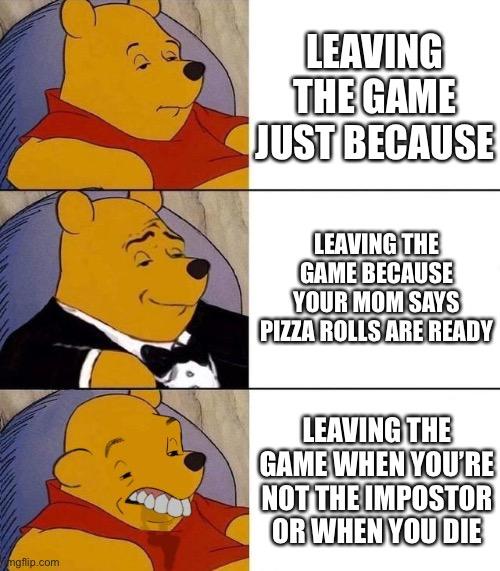 LEAVING
THE GAME
JUST BECAUSE
LEAVING THE
GAME BECAUSE
YOUR MOM SAYS
PIZZA ROLLS ARE READY
LEAVING THE
GAME WHEN YOU’RE
NOT THE IMPOSTOR
OR WHEN YOU DIE
imgflip.com